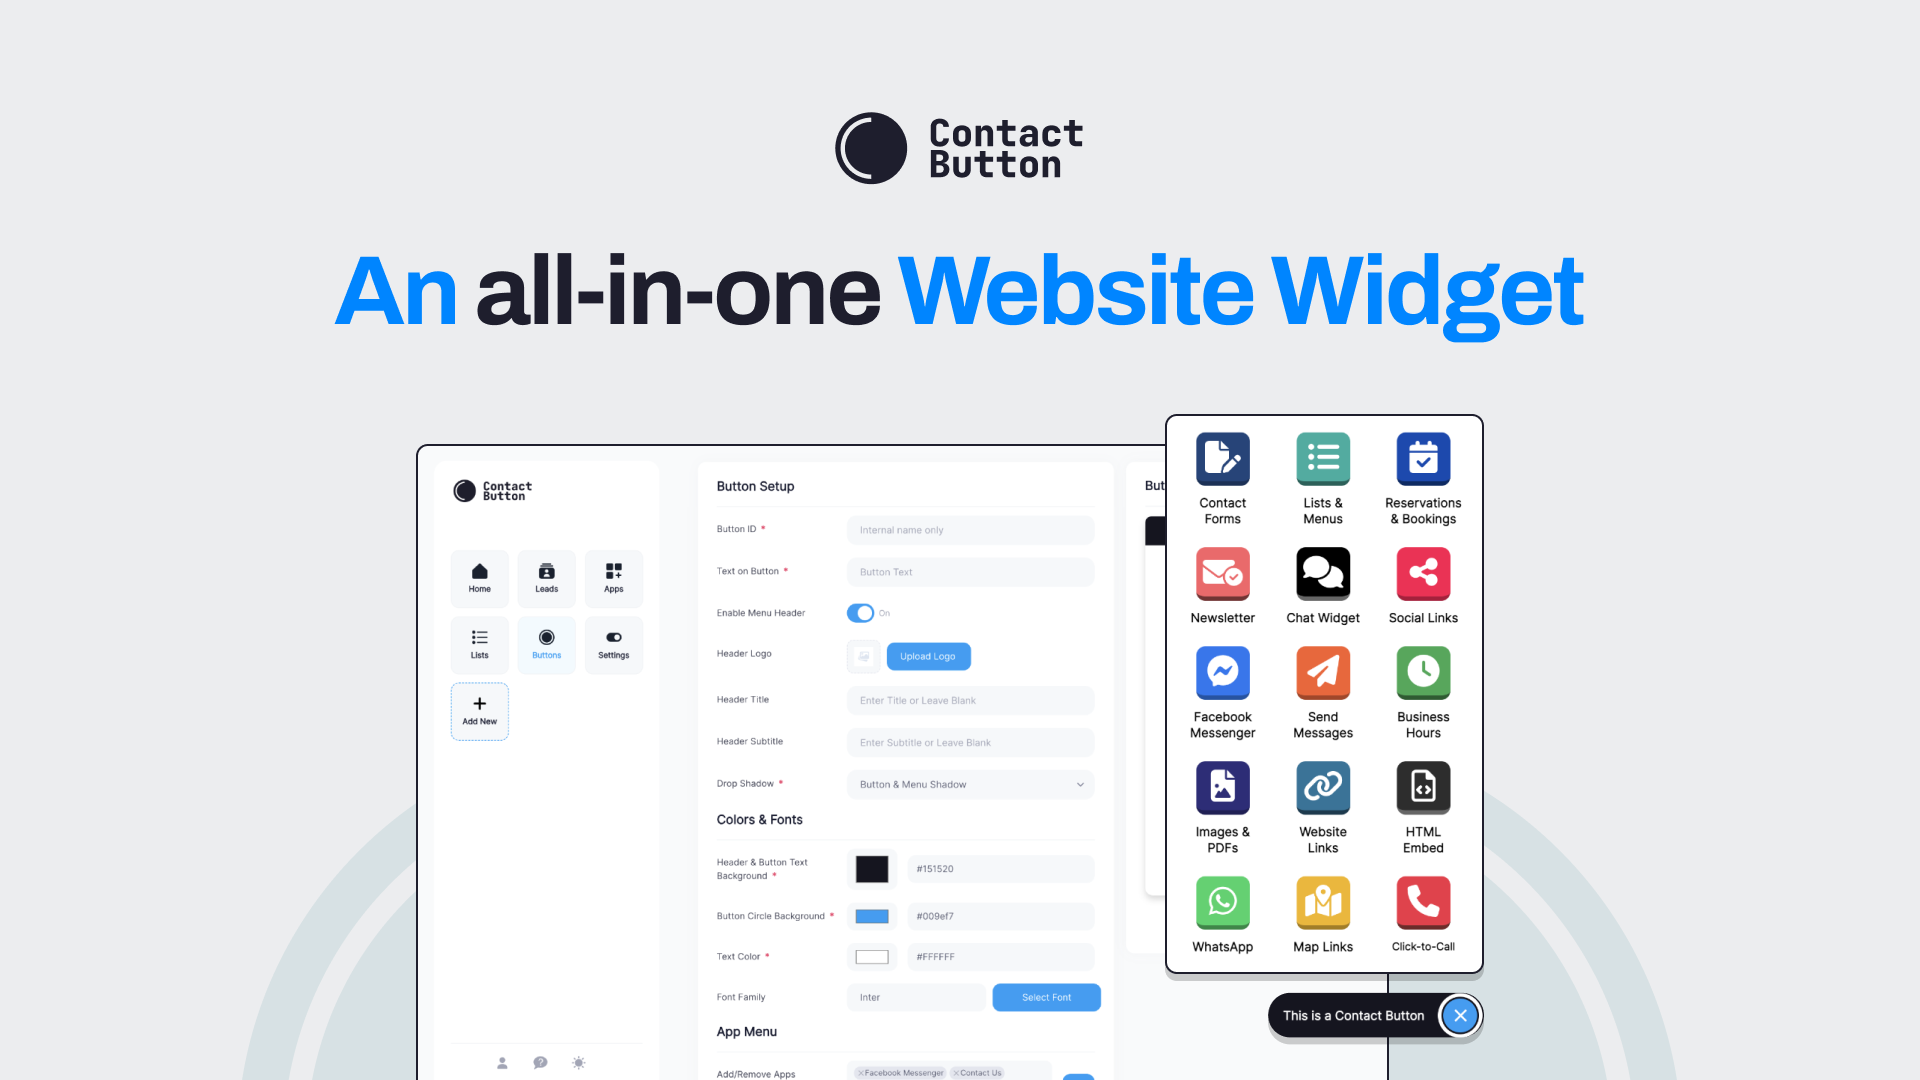 Contact
Button
An all-in-one Website Widget
Contact
Button
Home
Leads
Apps
Lists
Buttons
Settings
Add New
Button Setup
Button ID *
Internal name only
Text on Button *
Button Text
Enable Menu Header
On
Header Logo
Upload Logo
Header Title
Enter Title or Leave Blank
Header Subtitle
Enter Subtitle or Leave Blank
Drop Shadow *
Button & Menu Shadow
Colors & Fonts
Header & Button Text
Background *
#151520
Button Circle Background *
#009ef7
Text Color *
#FFFFFF
Font Family
Inter
Select Font
App Menu
Add/Remove Apps
×Facebook Messenger
×Contact Us
But
Contact
Forms
Lists &
Menus
Reservations
& Bookings
Newsletter
Chat Widget
Social Links
Facebook
Messenger
Send
Messages
Business
Hours
Images &
PDFs
Website
Links
HTML
Embed
WhatsApp
Map Links
Click-to-Call
This is a Contact Button